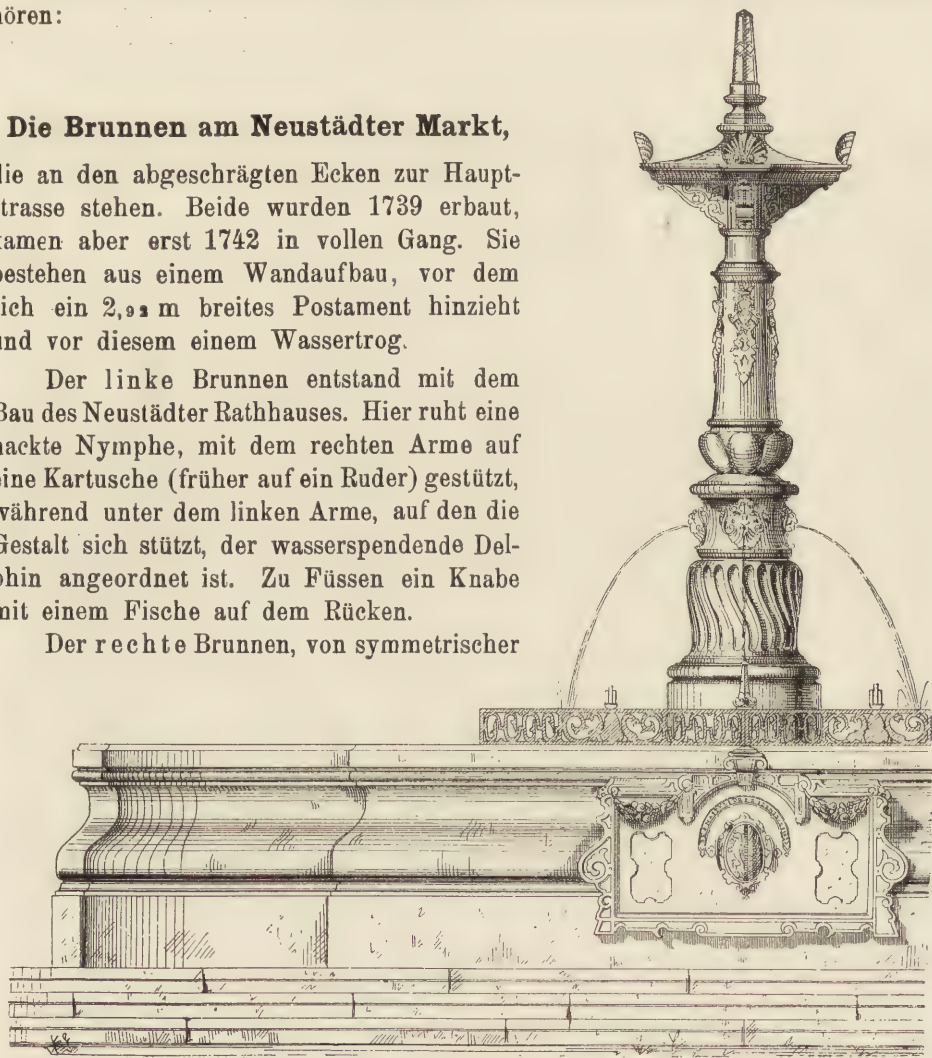 hören:
Die Brunnen am Neustädter Markt,
die an den abgeschrägten Ecken zur Haupt-
strasse stehen. Beide wurden 1739 erbaut,
kamen aber erst 1742 in vollen Gang. Sie
bestehen aus einem Wandaufbau, vor dem
sich ein 2,92 m breites Postament hinzieht
und vor diesem einem Wassertrog.
Der linke Brunnen entstand mit dem
Bau des Neustädter Rathhauses. Hier ruht eine
nackte Nymphe, mit dem rechten Arme auf
eine Kartusche (früher auf ein Ruder) gestützt,
während unter dem linken Arme, auf den die
Gestalt sich stützt, der wasserspendende Del-
phin angeordnet ist. Zu Füssen ein Knabe
mit einem Fische auf dem Rücken.
Der rechte Brunnen, von symmetrischer